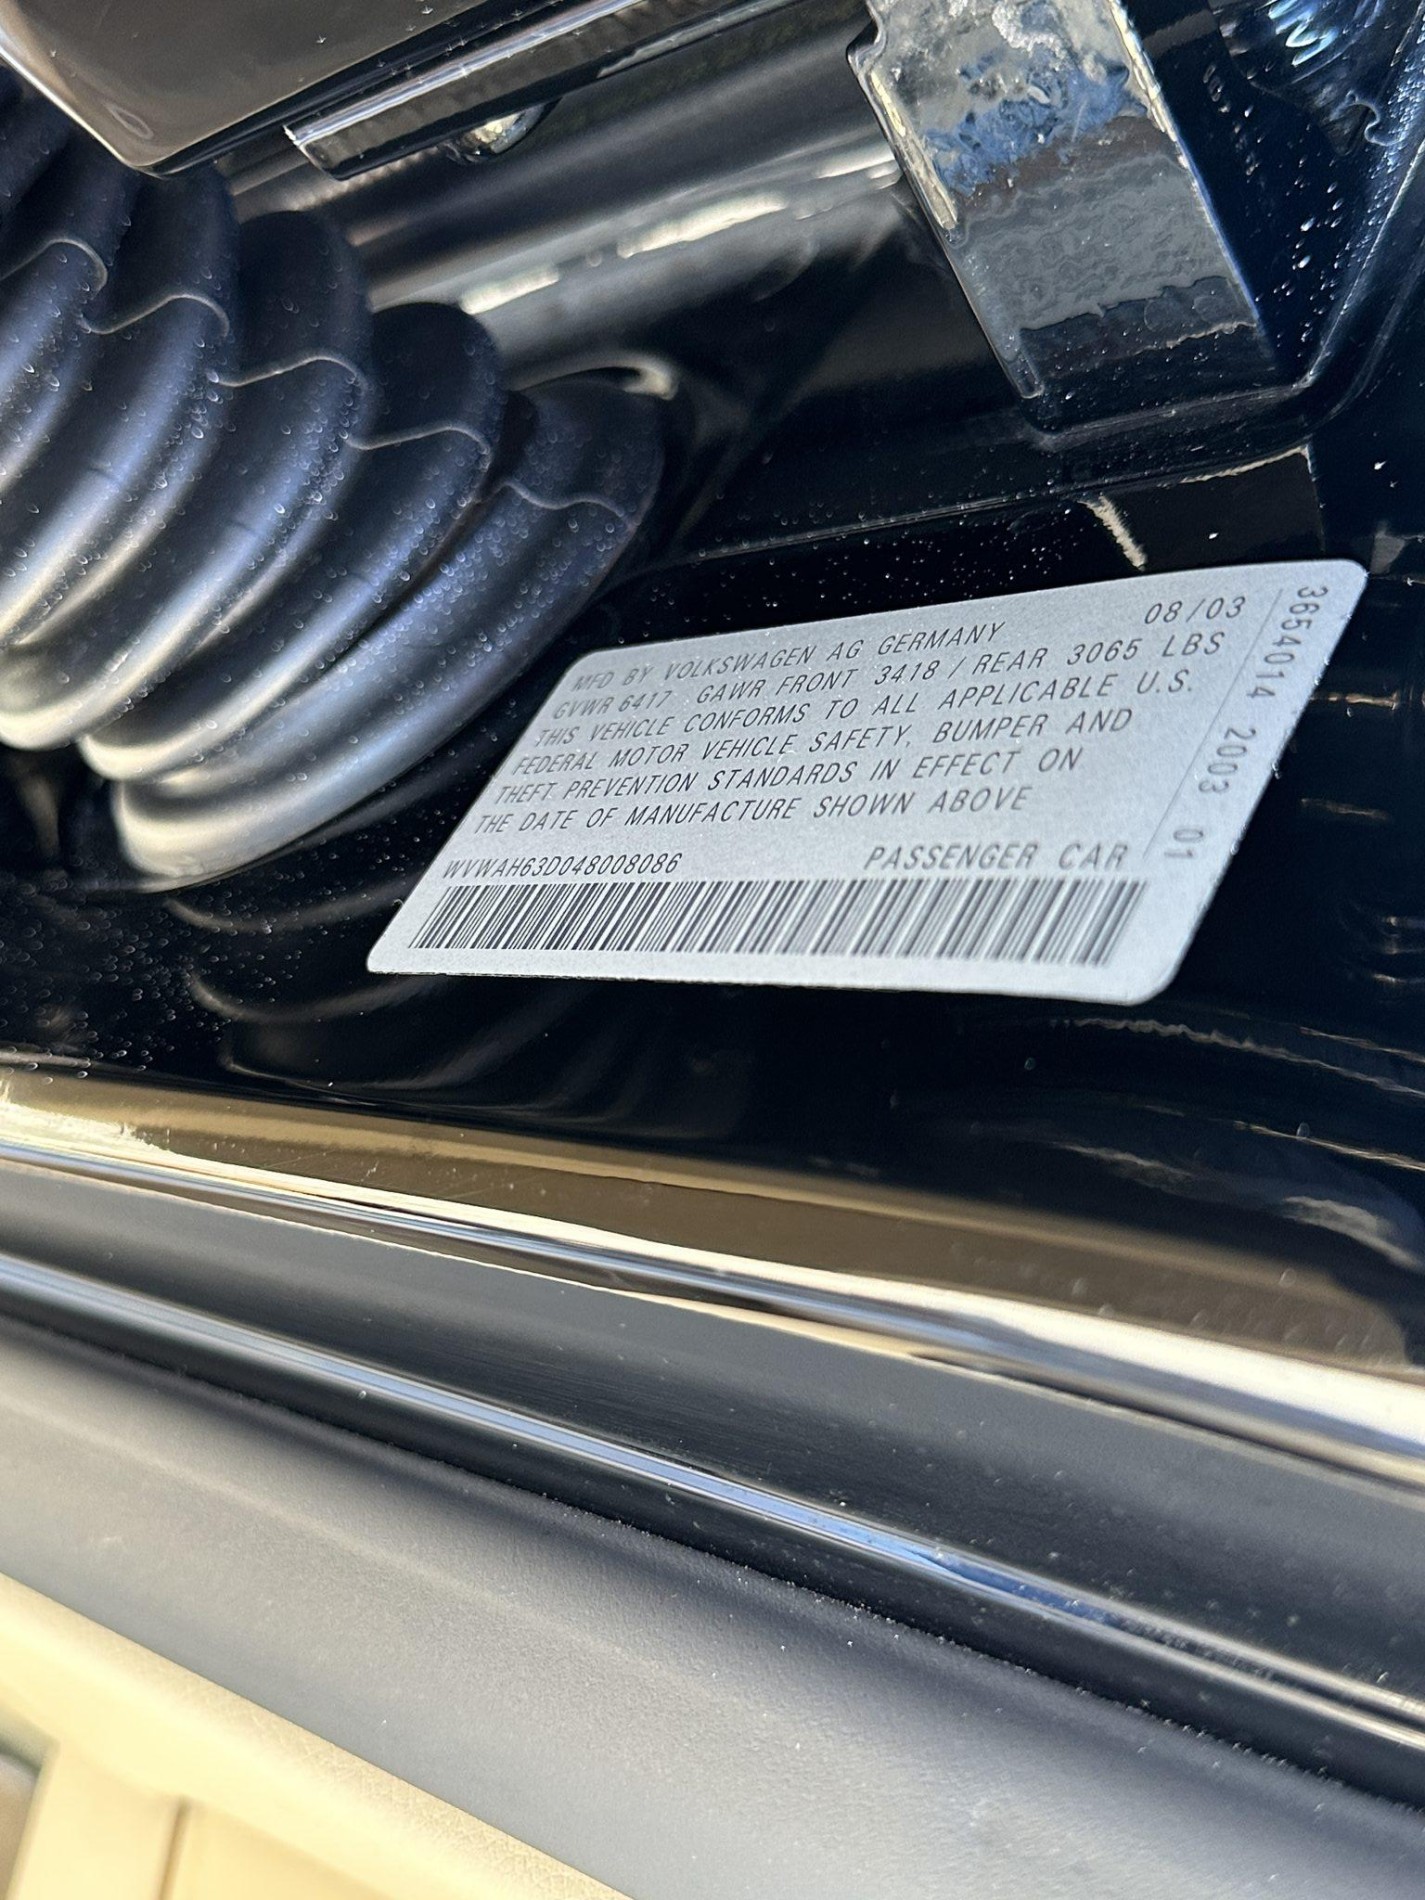 08/03
MFD BY VOLKSWAGEN AG GERMANY
GVWR 6417 GAWR FRONT 3418 / REAR 3065 LBS
THIS VEHICLE CONFORMS TO ALL APPLICABLE U.S.
FEDERAL MOTOR VEHICLE SAFETY, BUMPER AND
THEFT PREVENTION STANDARDS IN EFFECT ON
THE DATE OF MANUFACTURE SHOWN ABOVE
WVWAH63D048008086 PASSENGER CAR
3654014 2003 01